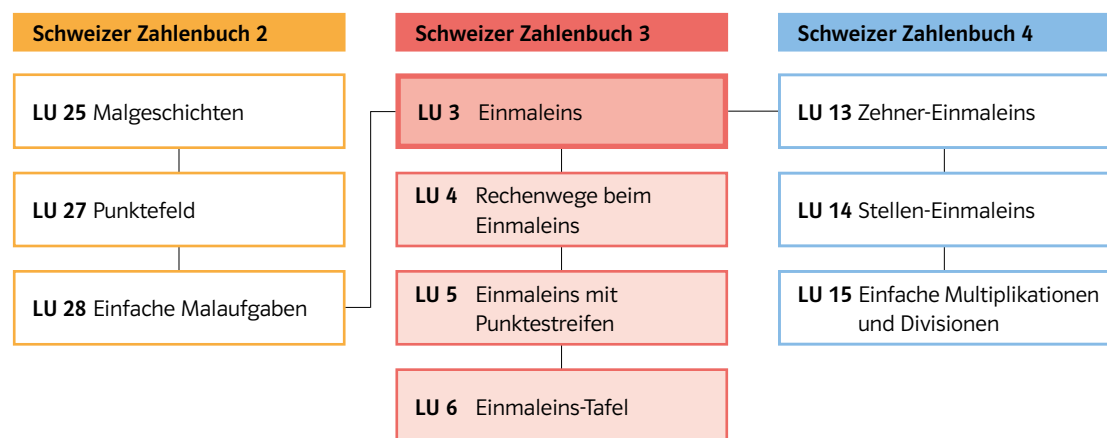 Schweizer Zahlenbuch 2
LU 25 Malgeschichten
LU 27 Punktefeld
LU 28 Einfache Malaufgaben
Schweizer Zahlenbuch 3
LU 3 Einmaleins
LU 4 Rechenwege beim
Einmaleins
LU 5 Einmaleins mit
Punktestreifen
LU 6 Einmaleins-Tafel
Schweizer Zahlenbuch 4
LU 13 Zehner-Einmaleins
LU 14 Stellen-Einmaleins
LU 15 Einfache Multiplikationen
und Divisionen